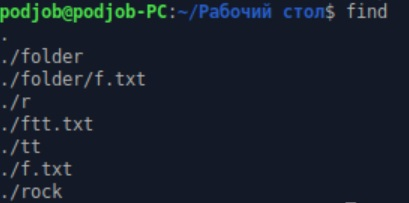 podjob@podjob-PC:~/Рабочий стол$ find
.
./folder
./folder/f.txt
./r
./ftt.txt
./tt
./f.txt
./rock